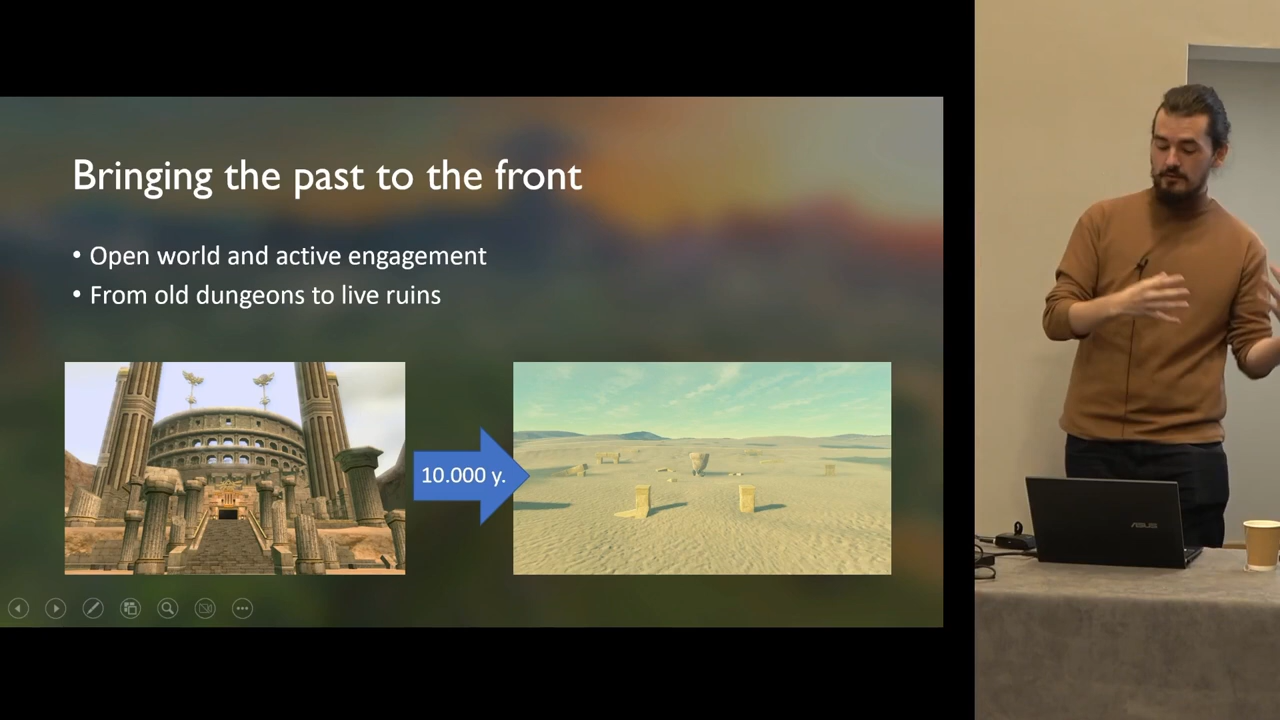 Bringing the past to the front
• Open world and active engagement
• From old dungeons to live ruins
10.000 y.
ASUS